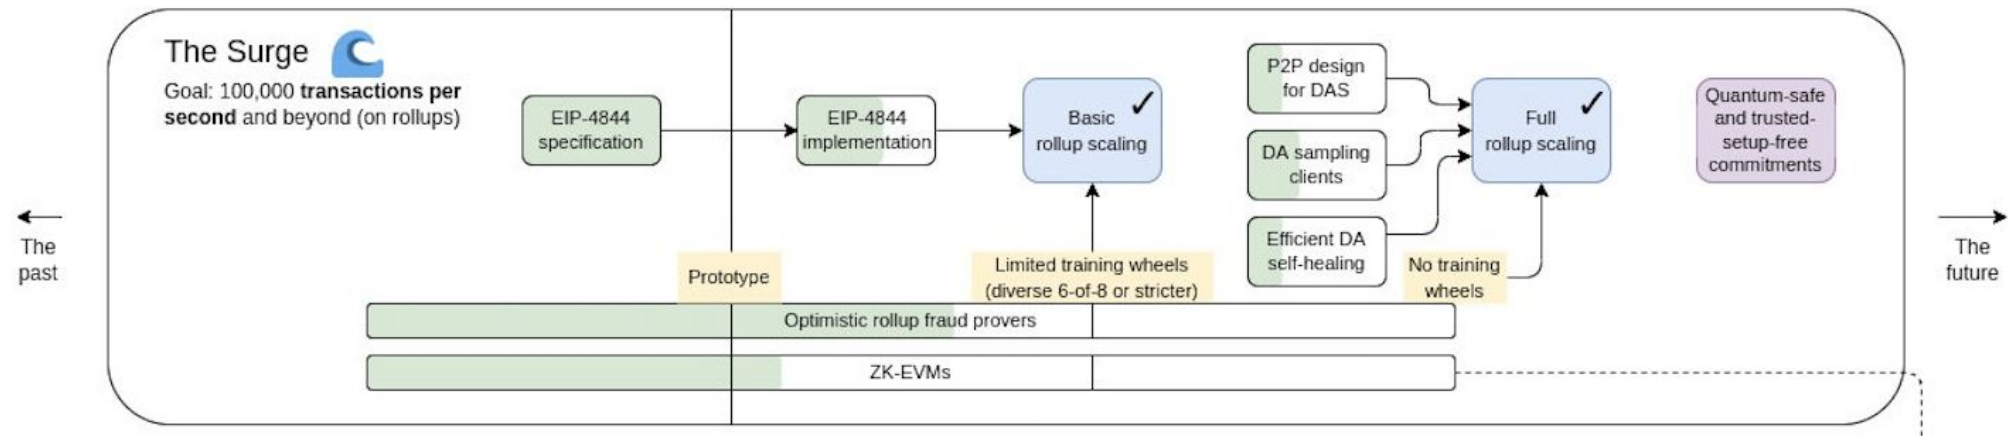 The Surge
Goal: 100,000 transactions per
second and beyond (on rollups)
EIP-4844
specification
EIP-4844
implementation
Basic
rollup scaling
P2P design
for DAS
DA sampling
clients
Efficient DA
self-healing
Full
rollup scaling
Quantum-safe
and trusted-
setup-free
commitments
The
past
The
future
Prototype
Limited training wheels
(diverse 6-of-8 or stricter)
No training
wheels
Optimistic rollup fraud provers
ZK-EVMs